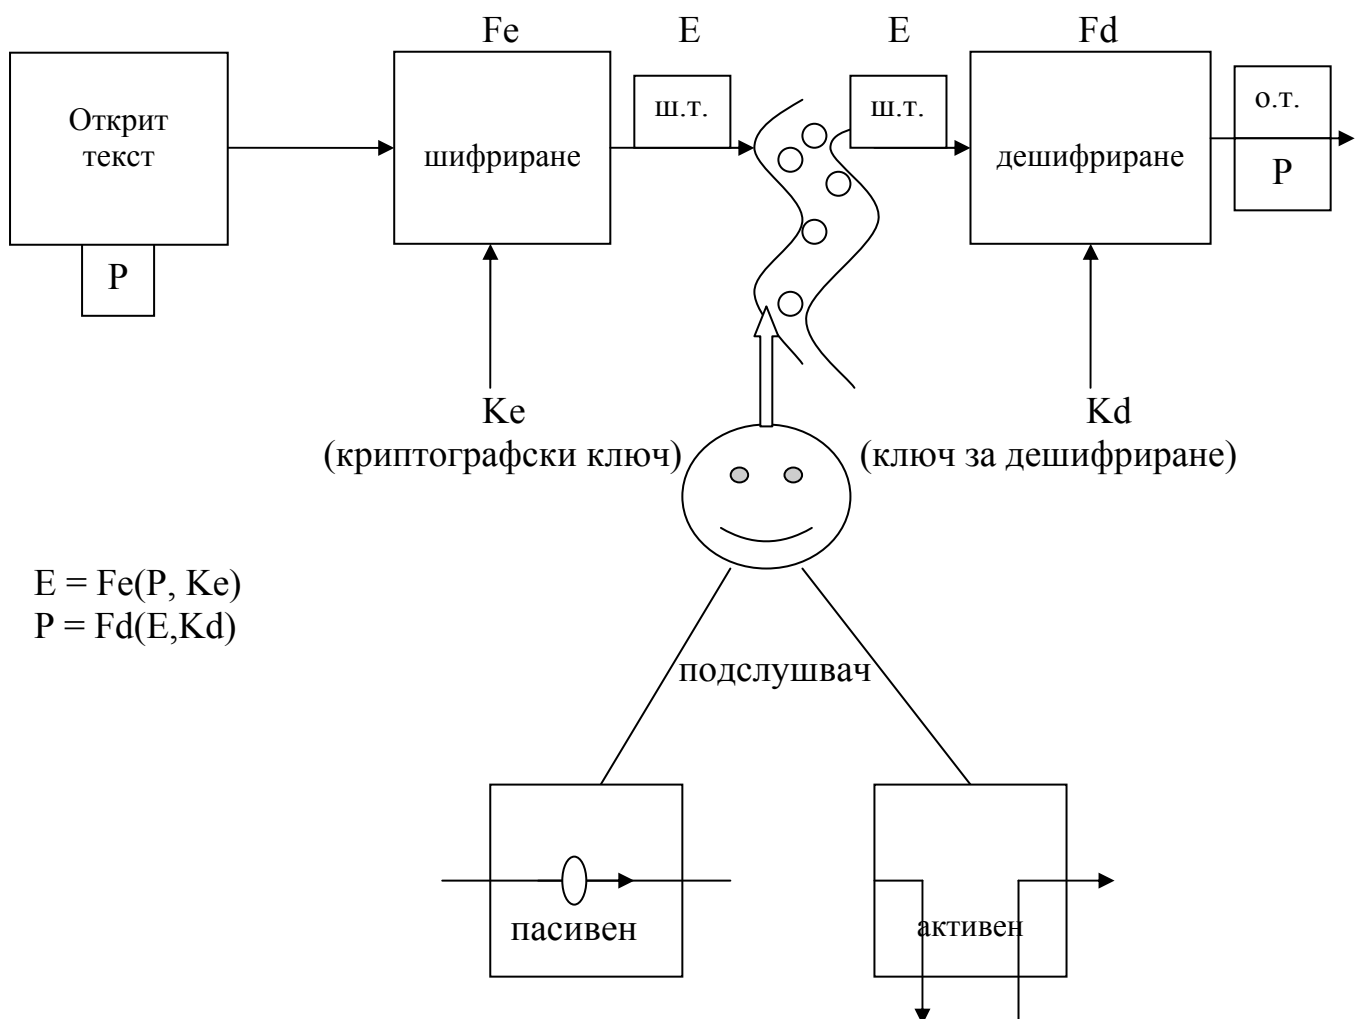 Fe
E
E
Fd
Открит
текст
шифриране
ш.т.
ш.т.
дешифриране
о.т.
P
P
Ke
(криптографски ключ)
Kd
(ключ за дешифриране)
E = Fe(P, Ke)
P = Fd(E,Kd)
подслушвач
пасивен
активен